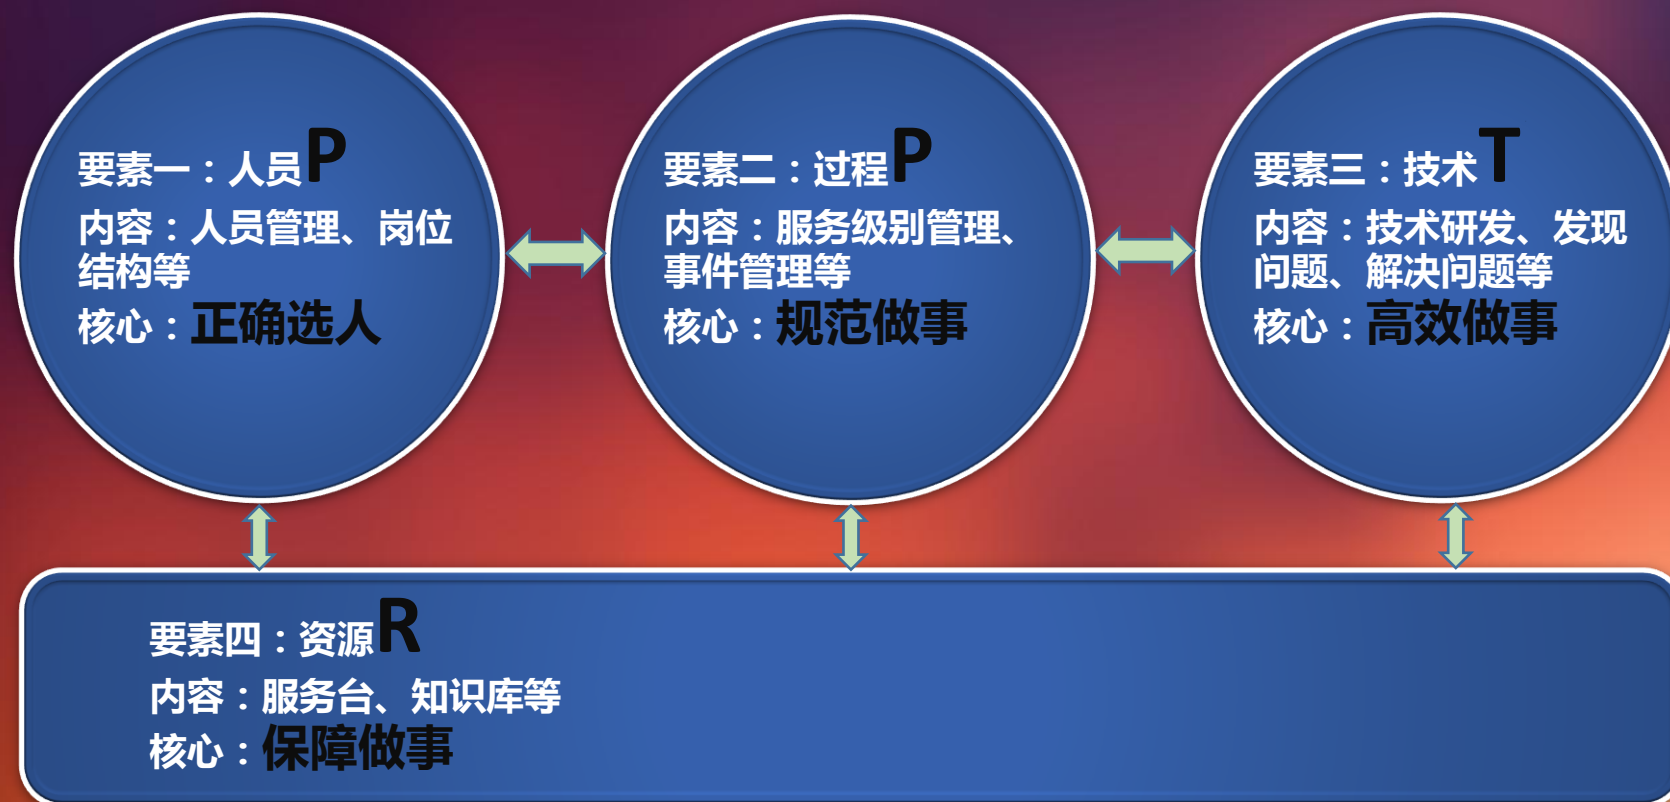 要素一：人员P
内容：人员管理、岗位
结构等
核心：正确选人
要素二：过程P
内容：服务级别管理、
事件管理等
核心：规范做事
要素三：技术T
内容：技术研发、发现
问题、解决问题等
核心：高效做事
要素四：资源R
内容：服务台、知识库等
核心：保障做事